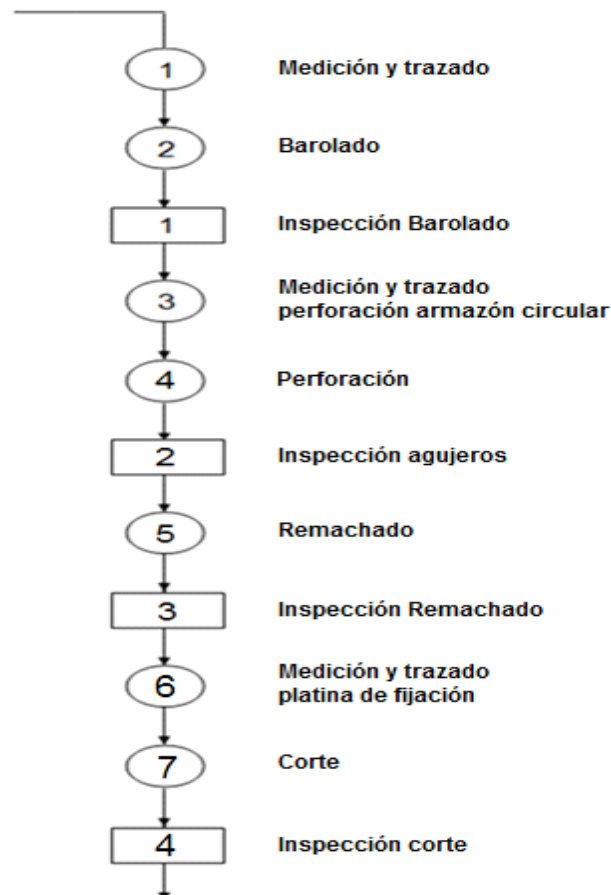 1 Medición y trazado
2 Barolado
1 Inspección Barolado
3 Medición y trazado
perforación armazón circular
4 Perforación
2 Inspección agujeros
5 Remachado
3 Inspección Remachado
6 Medición y trazado
platina de fijación
7 Corte
4 Inspección corte